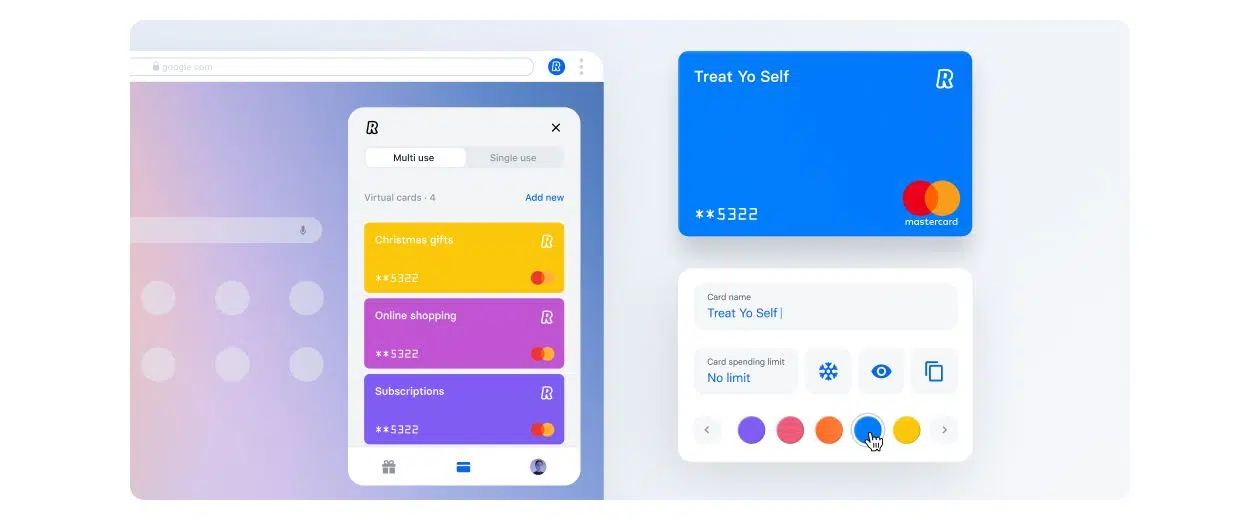 google.com
R
R
Multi use
Single use
Virtual cards · 4
Add new
Christmas gifts
R
**5322
Online shopping
R
**5322
Subscriptions
R
**5322
Treat Yo Self
R
**5322
mastercard
Card name
Treat Yo Self
Card spending limit
No limit